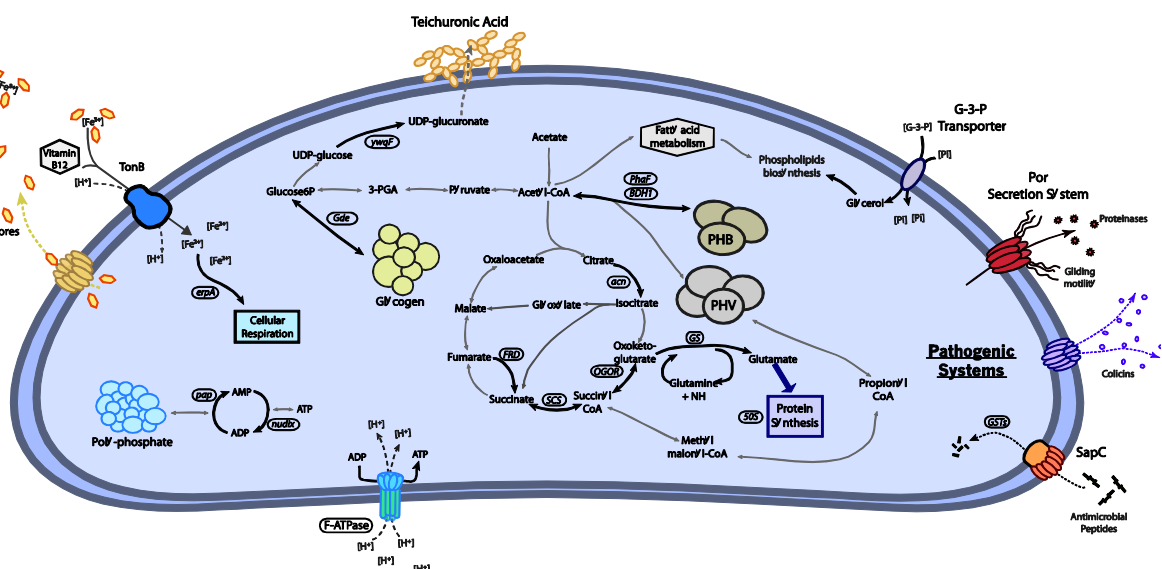 Teichuronic Acid
[Fe³⁺]
Vitamin
B12
[H⁺]
TonB
[H⁺]
[Fe³⁺]
[Fe³⁺]
[Fe³⁺]
erpA
Cellular
Respiration
ores
UDP-glucuronate
ywqF
UDP-glucose
Glucose6P
3-PGA
Pyruvate
Acetyl-CoA
Acetate
Fatty acid
metabolism
Phospholipids
biosynthesis
Glycerol
G-3-P
Transporter
[G-3-P]
[Pi]
[Pi]
[Pi]
Por
Secretion System
Proteinases
Gliding
motility
Gde
Glycogen
PhaF
BDH1
PHB
PHV
Oxaloacetate
Citrate
acn
Malate
Glyoxylate
Isocitrate
Fumarate
FRD
Oxoketo-
glutarate
GS
Glutamate
OGOR
Glutamine
+ NH
Succinate
SCS
Succinyl
CoA
50S
Protein
Synthesis
Propionyl
CoA
Methyl
malonyl-CoA
Pathogenic
Systems
Colicins
GSTs
SapC
Antimicrobial
Peptides
Poly-phosphate
pap
AMP
ADP
nudix
ATP
[H⁺]
[H⁺]
ADP
ATP
F-ATPase
[H⁺]
[H⁺]
[H⁺]
[H⁺]